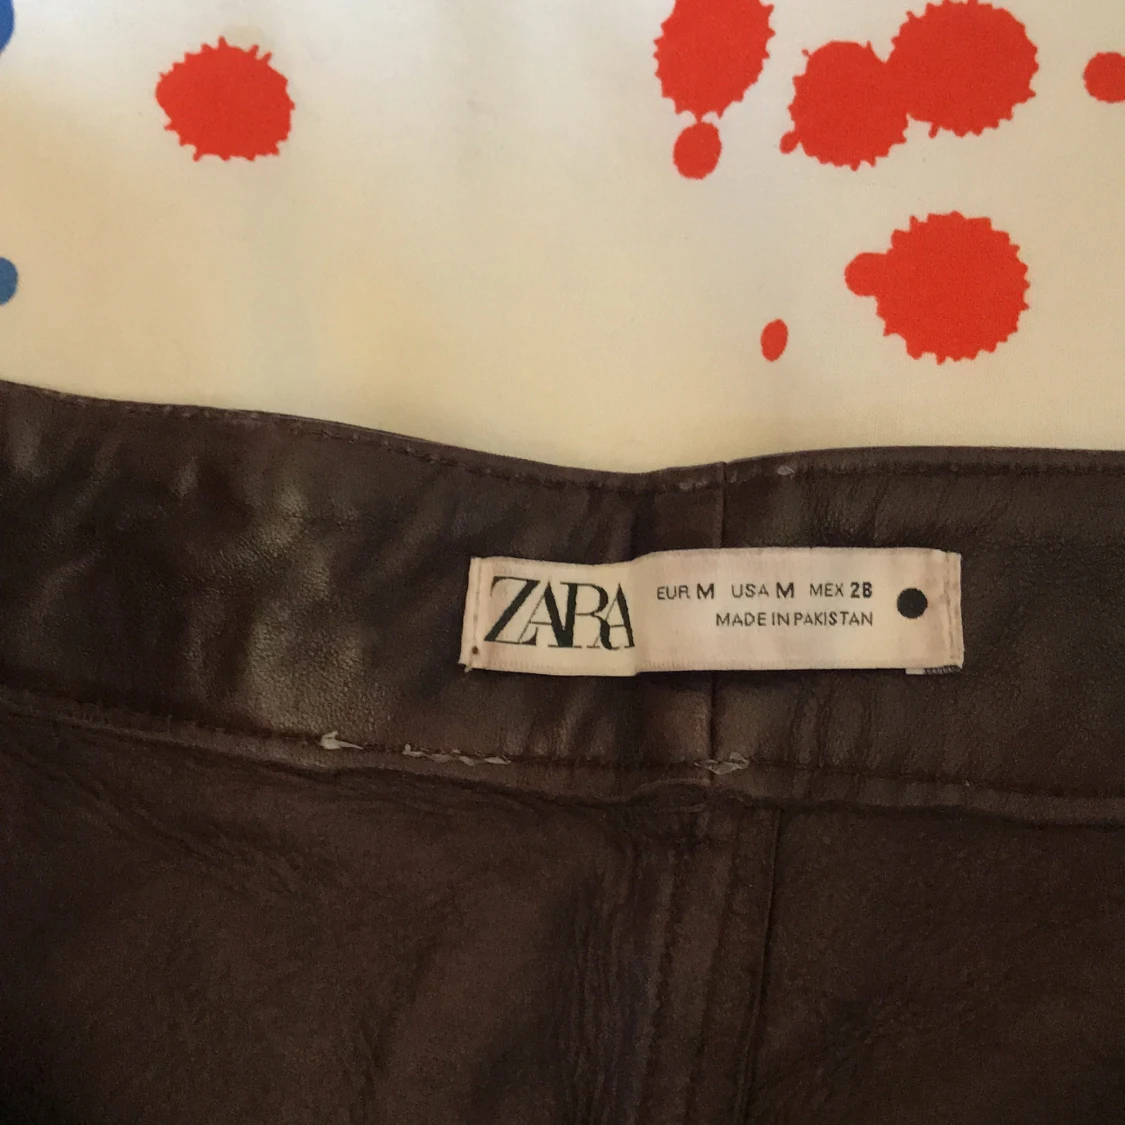 ZARA
EUR M USA M MEX 28
MADE IN PAKISTAN